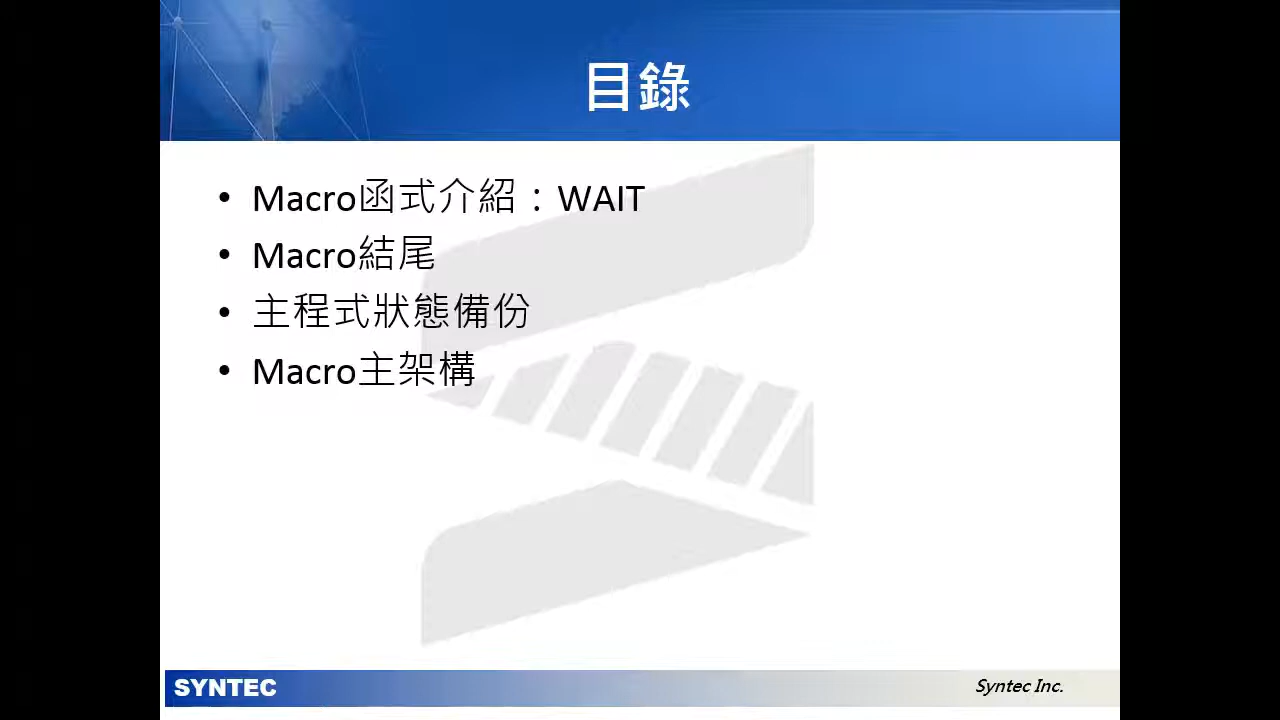 目錄
• Macro函式介紹：WAIT
• Macro結尾
• 主程式狀態備份
• Macro主架構
SYNTEC
Syntec Inc.